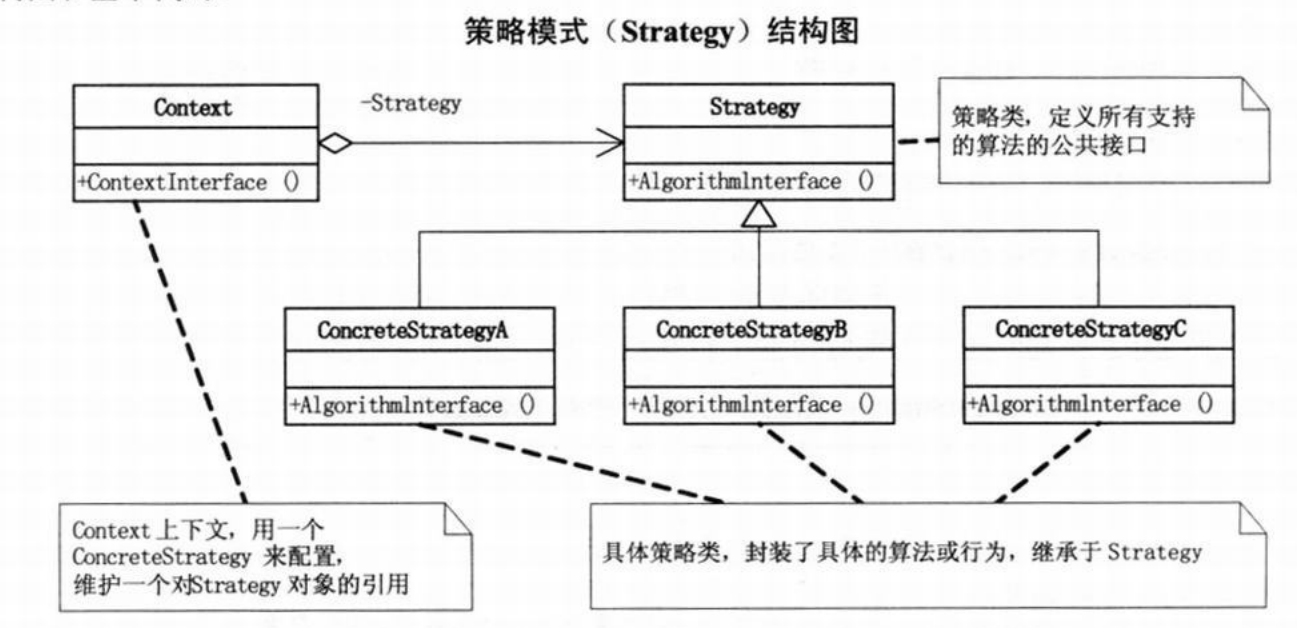 策略模式（Strategy）结构图
Context
-Strategy
Strategy
策略类，定义所有支持
的算法的公共接口
+ContextInterface ()
+AlgorithmInterface ()
ConcreteStrategyA
ConcreteStrategyB
ConcreteStrategyC
+AlgorithmInterface ()
+AlgorithmInterface ()
+AlgorithmInterface ()
Context 上下文，用一个
ConcreteStrategy 来配置，
维护一个对Strategy 对象的引用
具体策略类，封装了具体的算法或行为，继承于 Strategy